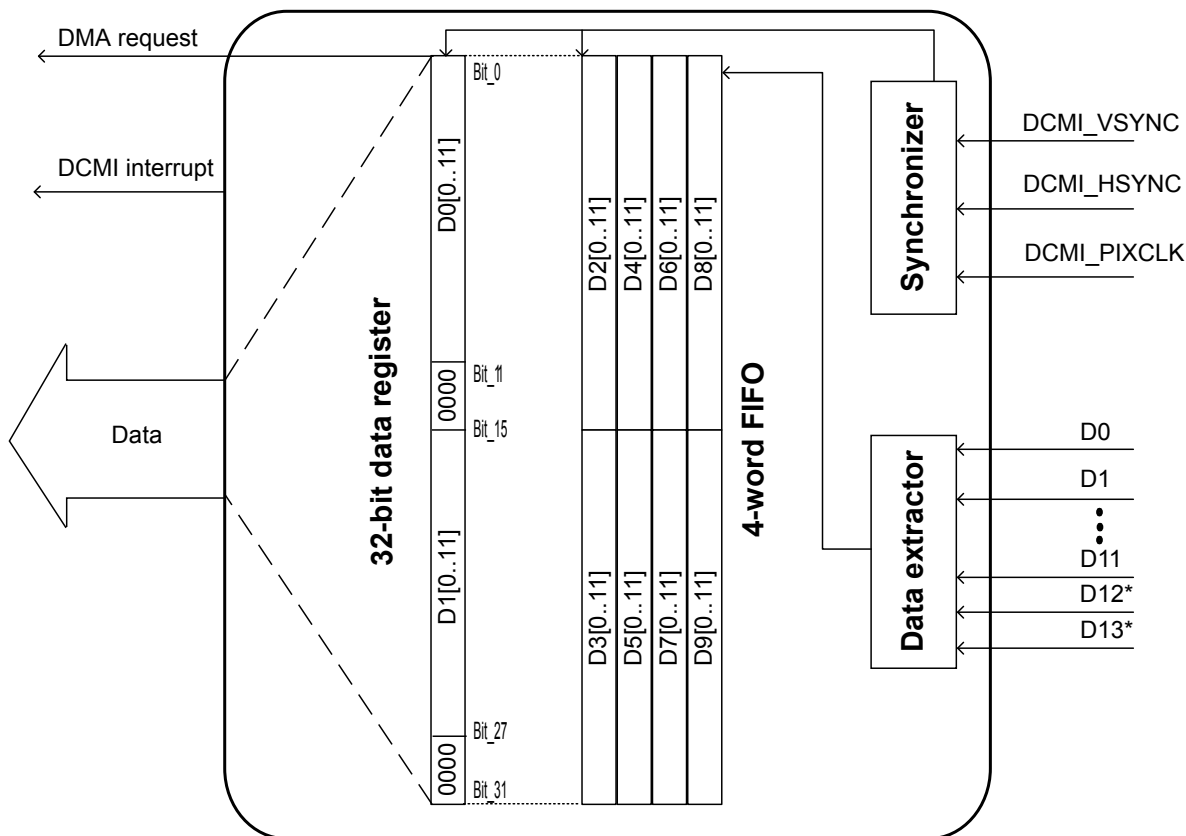 DMA request
DCMI interrupt
Data
32-bit data register
D0[0..11]
0000
D1[0..11]
0000
Bit_0
Bit_11
Bit_15
Bit_27
Bit_31
D2[0..11]
D4[0..11]
D6[0..11]
D8[0..11]
D3[0..11]
D5[0..11]
D7[0..11]
D9[0..11]
4-word FIFO
Synchronizer
DCMI_VSYNC
DCMI_HSYNC
DCMI_PIXCLK
Data extractor
D0
D1
D11
D12*
D13*